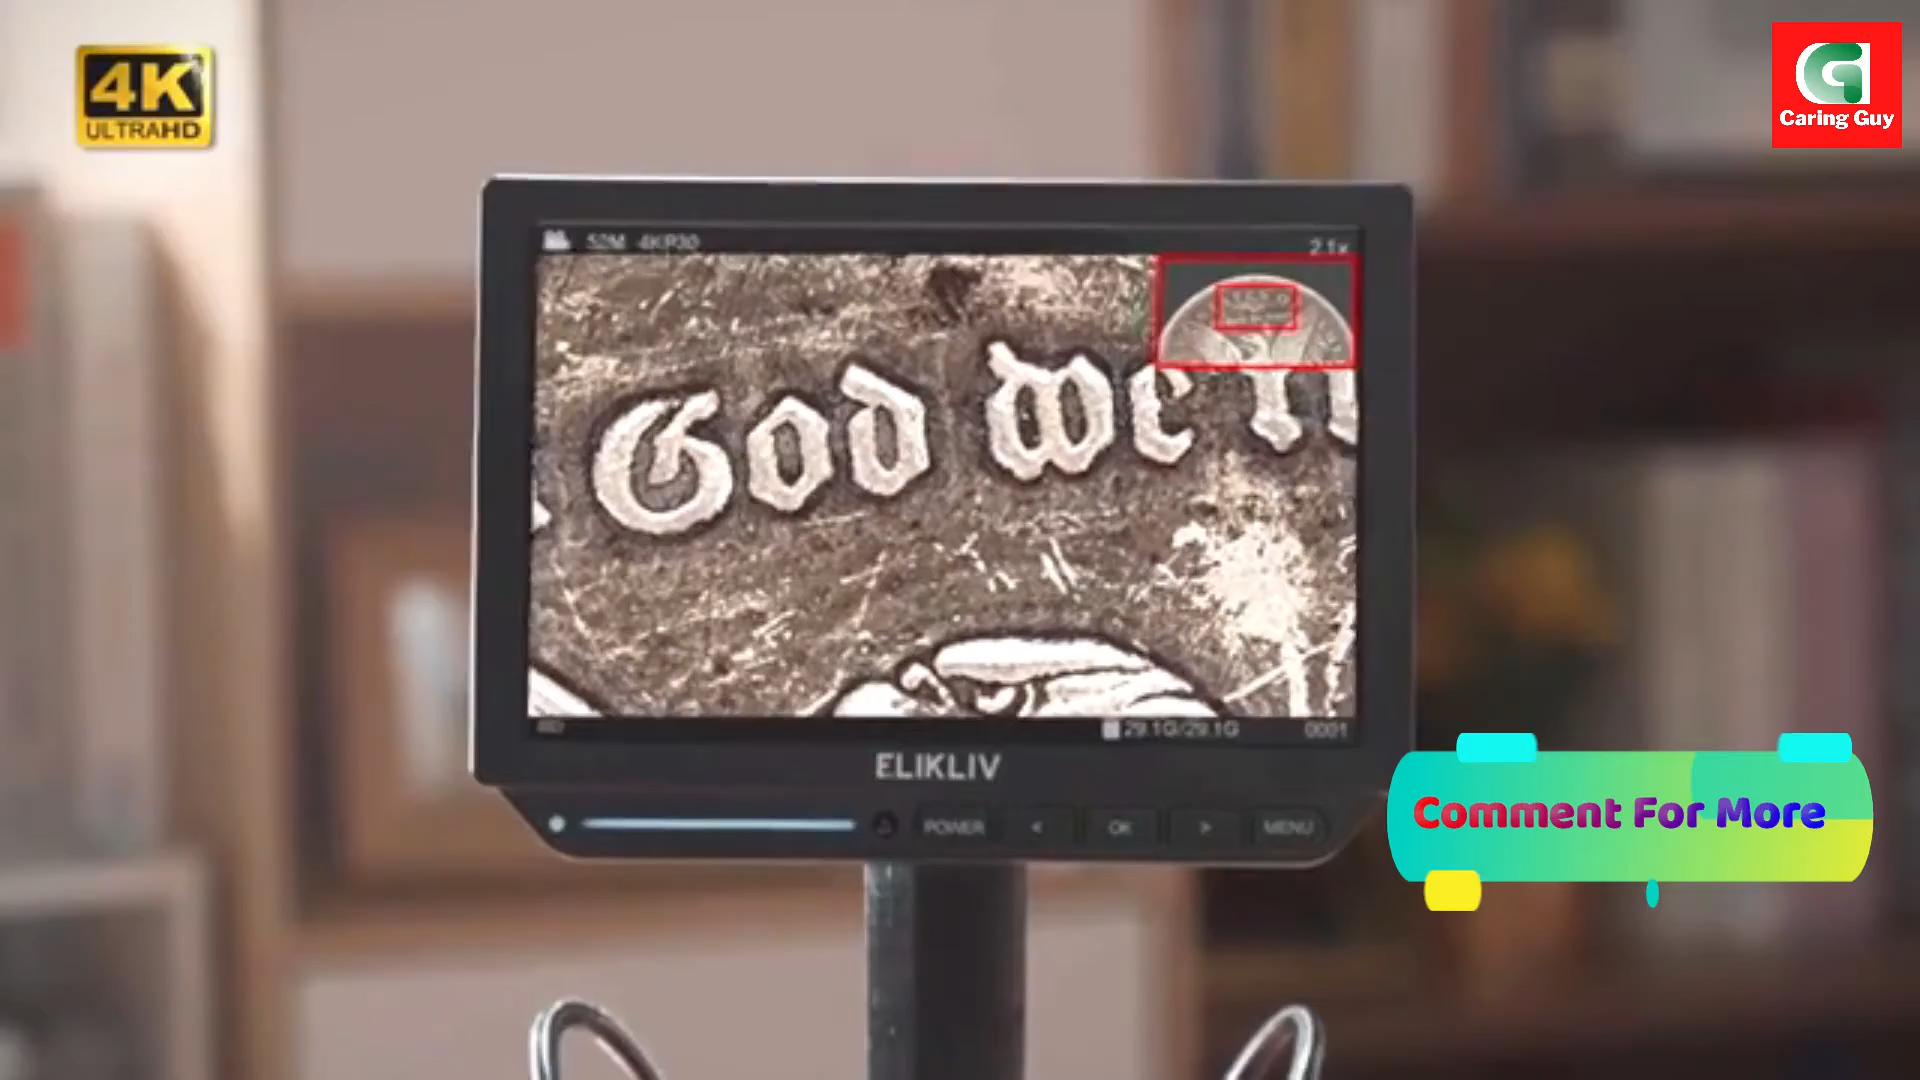 4K
ULTRAHD
Caring Guy
52M 4KP30
2.1x
God we
29.1G/29.1G
0001
ELIKLIV
POWER < OK > MENU
Comment For More